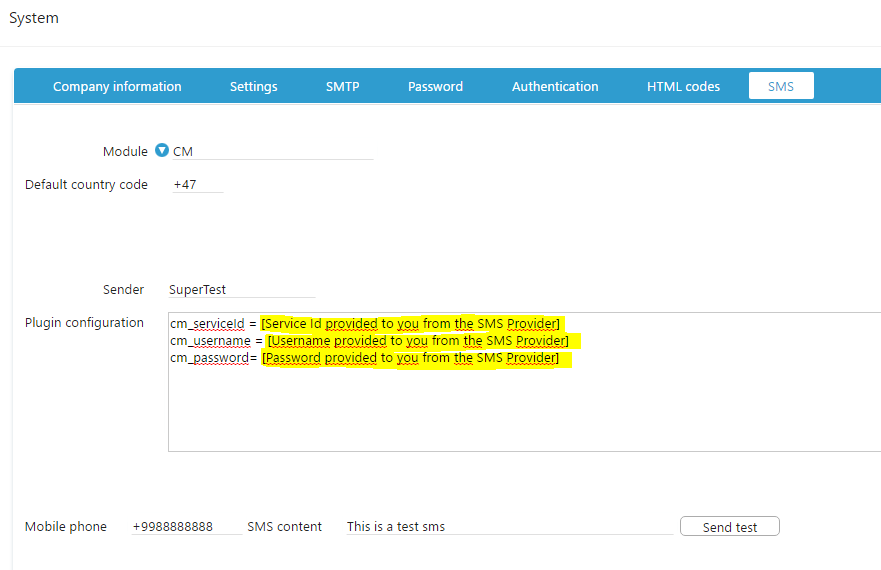 System
Company information Settings SMTP Password Authentication HTML codes SMS
Module CM
Default country code +47
Sender SuperTest
Plugin configuration cm_serviceId = [Service Id provided to you from the SMS Provider]
cm_username = [Username provided to you from the SMS Provider]
cm_password= [Password provided to you from the SMS Provider]
Mobile phone +9988888888 SMS content This is a test sms Send test